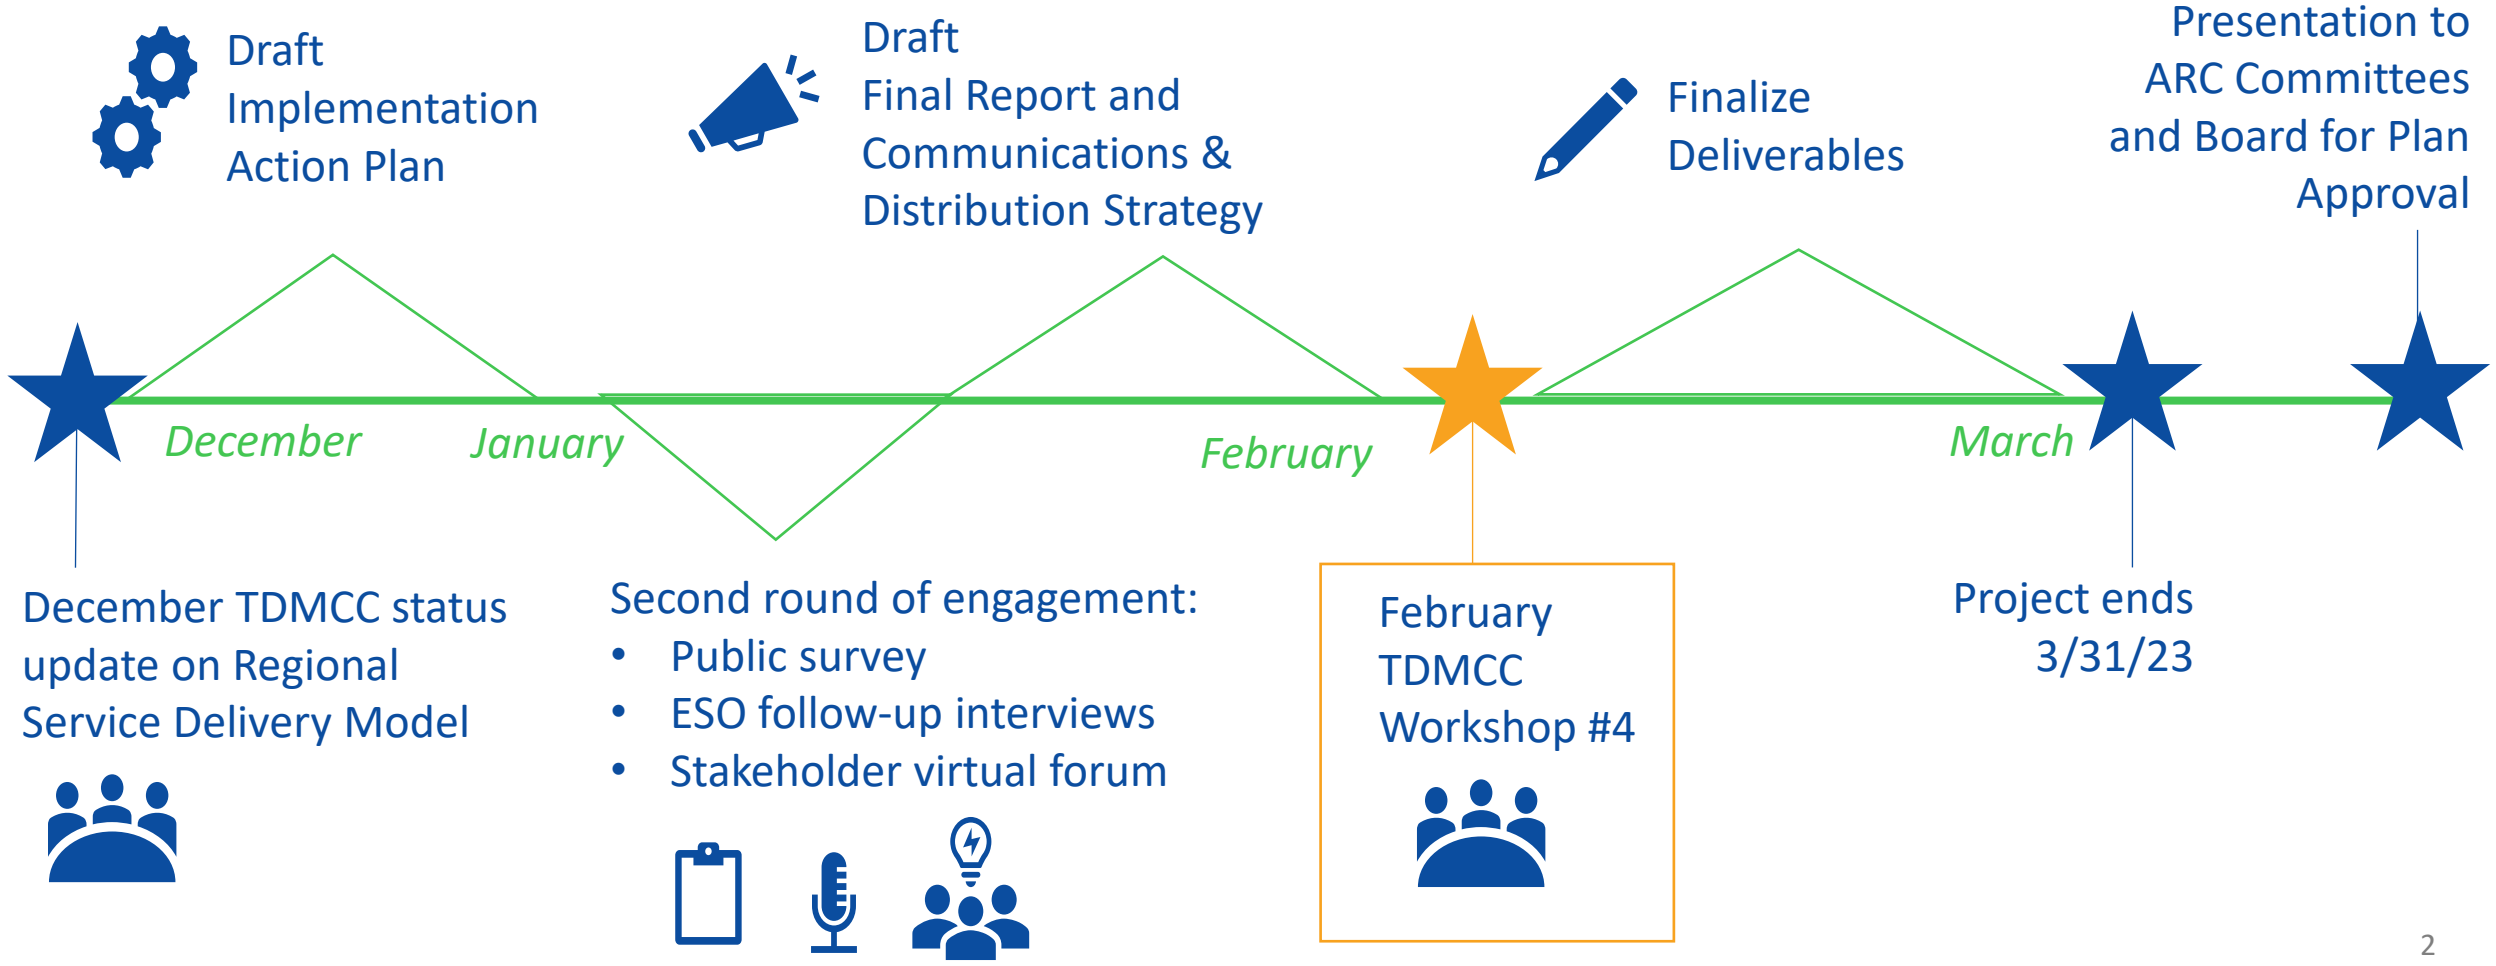 Draft
Implementation
Action Plan
Draft
Final Report and
Communications &
Distribution Strategy
Finalize
Deliverables
Presentation to
ARC Committees
and Board for Plan
Approval
December
January
February
March
December TDMCC status
update on Regional
Service Delivery Model
Second round of engagement:
• Public survey
• ESO follow-up interviews
• Stakeholder virtual forum
February
TDMCC
Workshop #4
Project ends
3/31/23
2